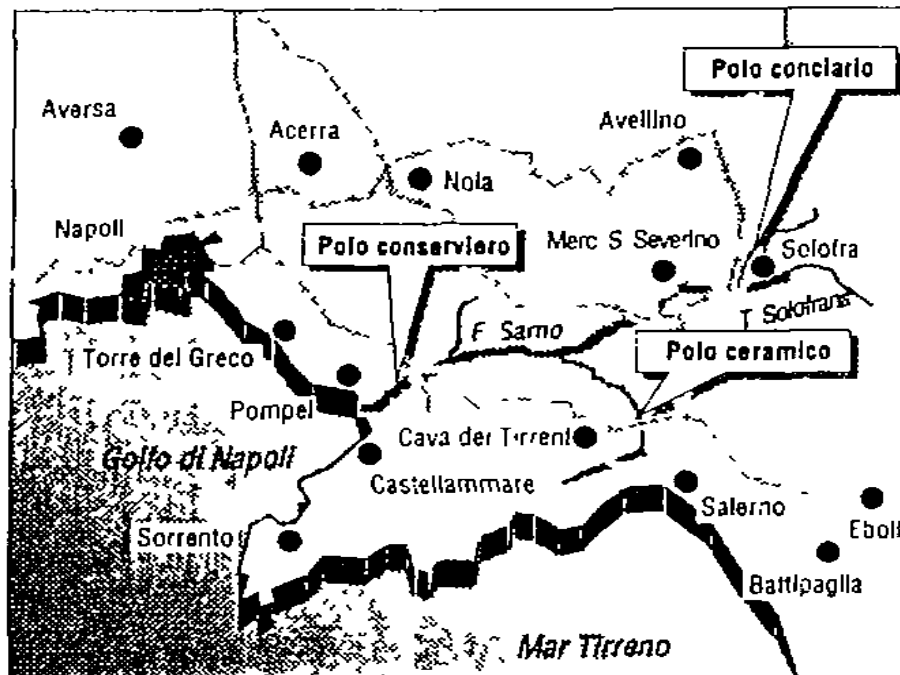 Polo conciario
Aversa
Acerra
Avellino
Nola
Napoli
Polo conserviero
Merc S Severino
Solofra
T Solofrana
F Sarno
Torre del Greco
Polo ceramico
Pompei
Cava dei Tirreni
Golfo di Napoli
Castellammare
Salerno
Eboli
Sorrento
Battipaglia
Mar Tirreno